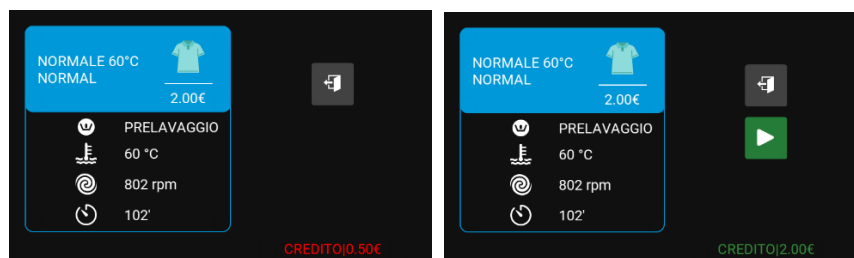 NORMALE 60°C
NORMAL
2.00€
PRELAVAGGIO
60 °C
802 rpm
102'
CREDITO|0.50€
NORMALE 60°C
NORMAL
2.00€
PRELAVAGGIO
60 °C
802 rpm
102'
CREDITO|2.00€